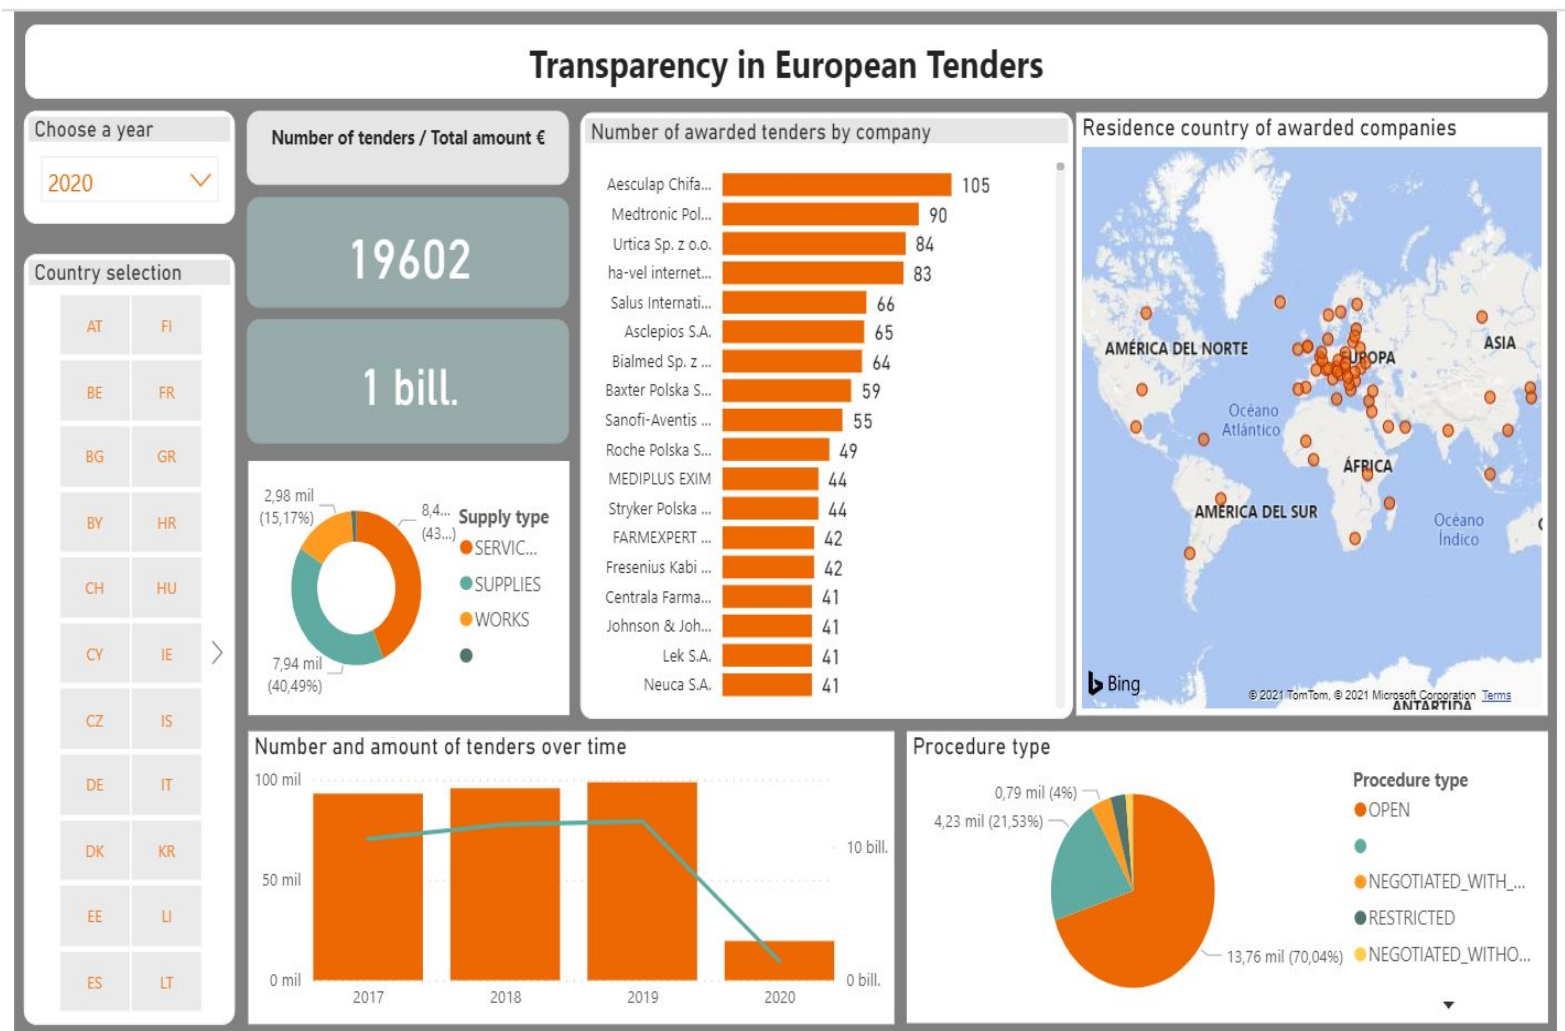 Transparency in European Tenders
Choose a year
2020
Country selection
AT FI
BE FR
BG GR
BY HR
CH HU
CY IE
CZ IS
DE IT
DK KR
EE LI
ES LT
Number of tenders / Total amount €
19602
1 bill.
2,98 mil
(15,17%)
8,4...
(43...)
7,94 mil
(40,49%)
Supply type
SERVIC...
SUPPLIES
WORKS
Number of awarded tenders by company
Aesculap Chifa... 105
Medtronic Pol... 90
Urtica Sp. z o.o. 84
ha-vel internet... 83
Salus Internati... 66
Asclepios S.A. 65
Bialmed Sp. z ... 64
Baxter Polska S... 59
Sanofi-Aventis ... 55
Roche Polska S... 49
MEDIPLUS EXIM 44
Stryker Polska ... 44
FARMEXPERT ... 42
Fresenius Kabi ... 42
Centrala Farma... 41
Johnson & Joh... 41
Lek S.A. 41
Neuca S.A. 41
Residence country of awarded companies
AMÉRICA DEL NORTE
EUROPA
ASIA
Océano
Atlántico
ÁFRICA
AMÉRICA DEL SUR
Océano
Índico
Bing
© 2021 TomTom, © 2021 Microsoft Corporation Terms
ANTÁRTIDA
Number and amount of tenders over time
100 mil
50 mil
0 mil
10 bill.
0 bill.
2017 2018 2019 2020
Procedure type
0,79 mil (4%)
4,23 mil (21,53%)
13,76 mil (70,04%)
Procedure type
OPEN
NEGOTIATED_WITH_...
RESTRICTED
NEGOTIATED_WITHO...